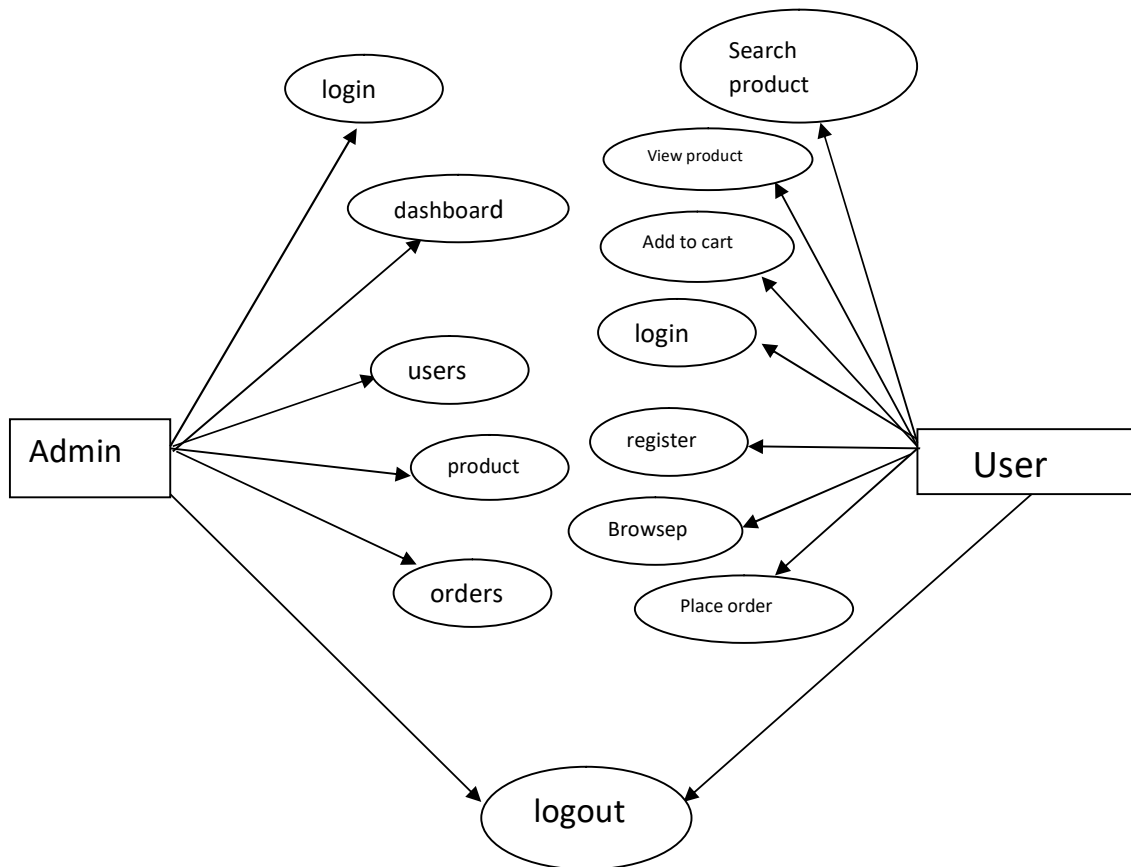 Search
product
login
View product
dashboard
Add to cart
login
users
register
Admin
product
User
Browsep
orders
Place order
logout